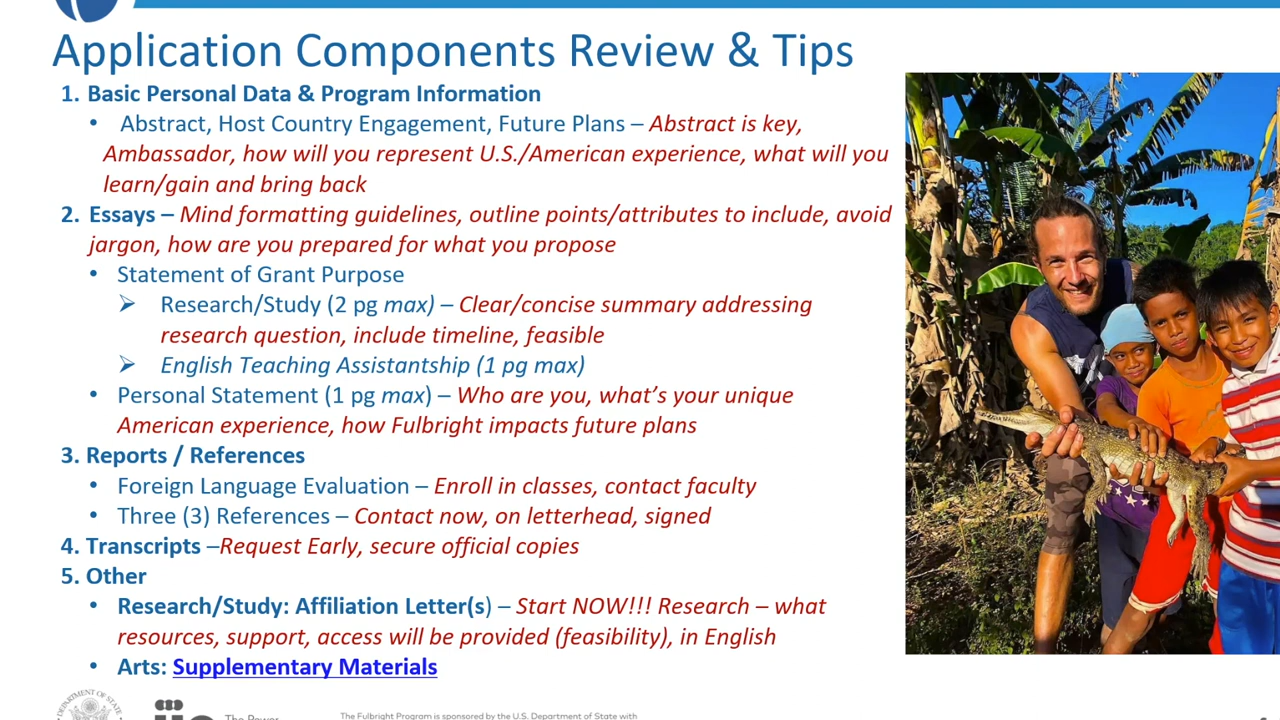 Application Components Review & Tips
1. Basic Personal Data & Program Information
• Abstract, Host Country Engagement, Future Plans – Abstract is key,
Ambassador, how will you represent U.S./American experience, what will you
learn/gain and bring back
2. Essays – Mind formatting guidelines, outline points/attributes to include, avoid
jargon, how are you prepared for what you propose
• Statement of Grant Purpose
➢ Research/Study (2 pg max) – Clear/concise summary addressing
research question, include timeline, feasible
➢ English Teaching Assistantship (1 pg max)
• Personal Statement (1 pg max) – Who are you, what's your unique
American experience, how Fulbright impacts future plans
3. Reports / References
• Foreign Language Evaluation – Enroll in classes, contact faculty
• Three (3) References – Contact now, on letterhead, signed
4. Transcripts –Request Early, secure official copies
5. Other
• Research/Study: Affiliation Letter(s) – Start NOW!!! Research – what
resources, support, access will be provided (feasibility), in English
• Arts: Supplementary Materials
DEPARTMENT OF STATE
The Power
The Fulbright Program is sponsored by the U.S. Department of State with